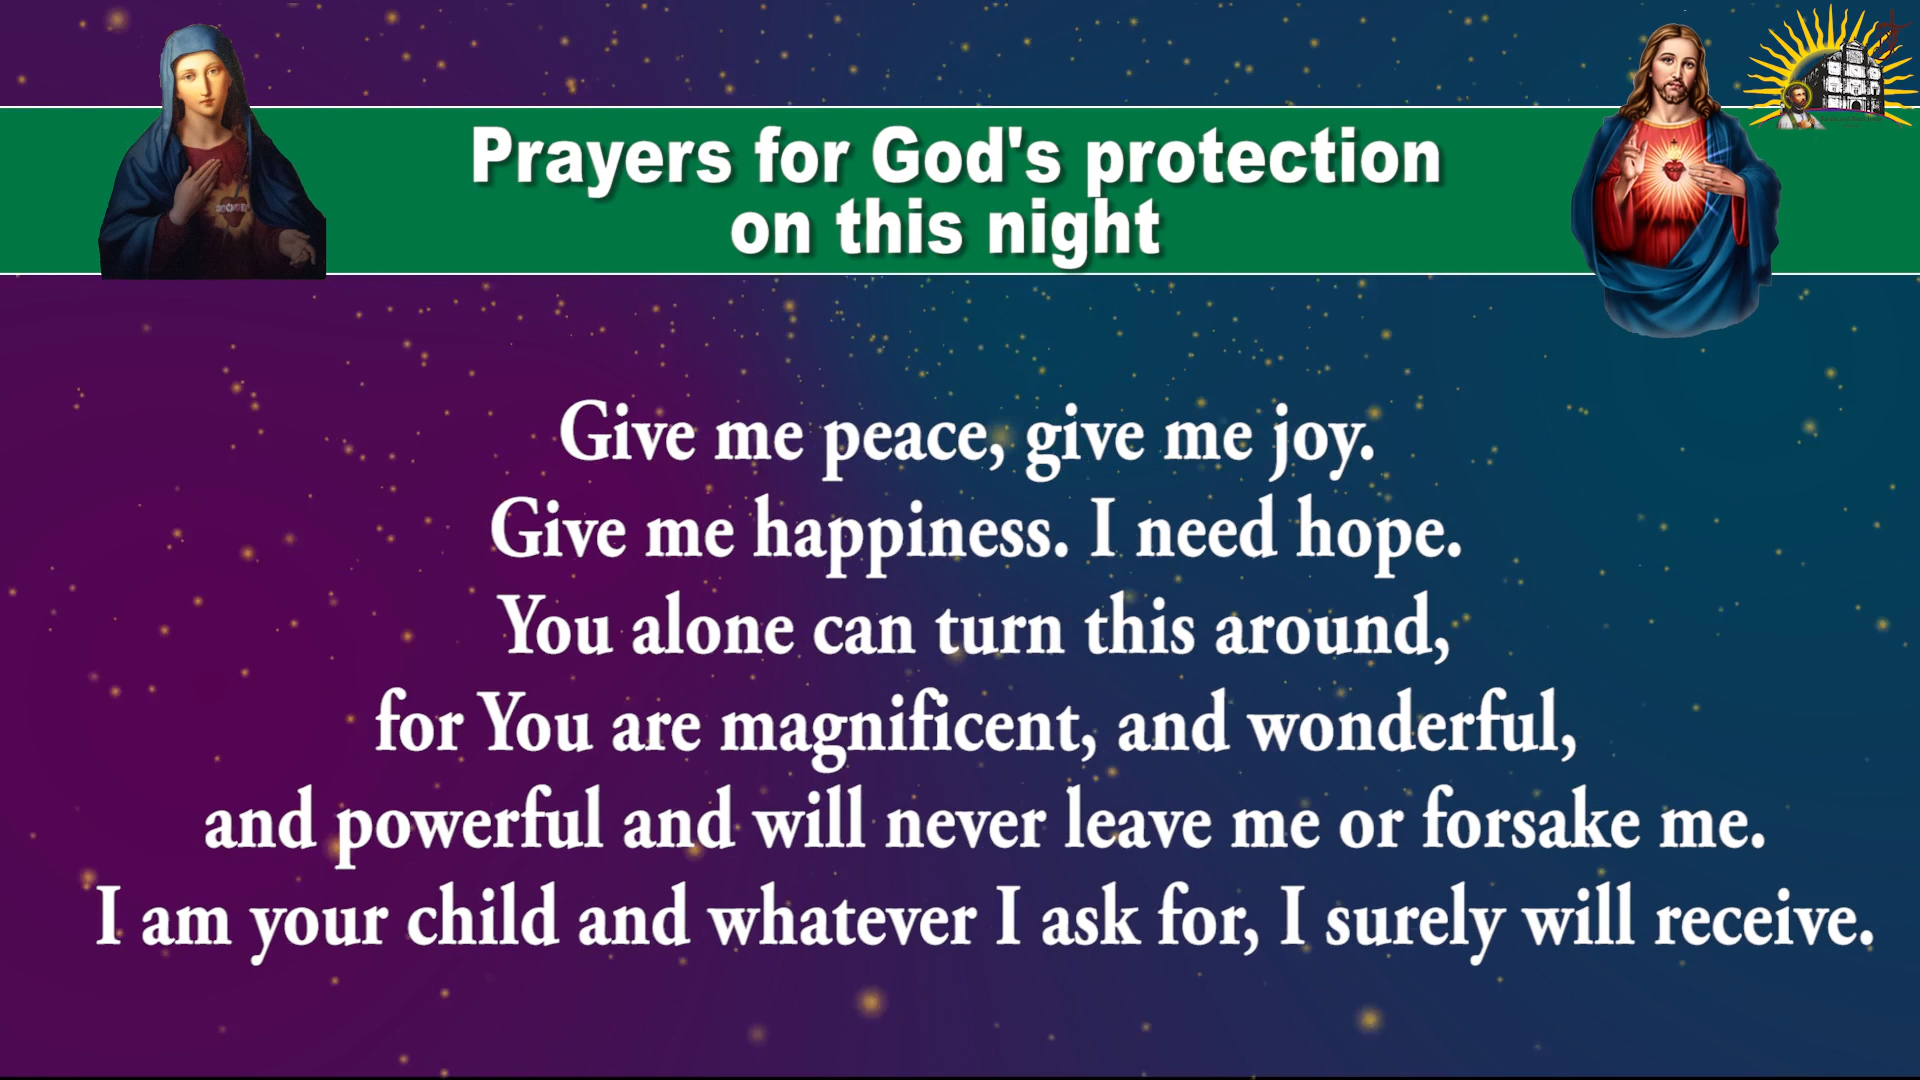 Prayers for God's protection
on this night
Give me peace, give me joy.
Give me happiness. I need hope.
You alone can turn this around,
for You are magnificent, and wonderful,
and powerful and will never leave me or forsake me.
I am your child and whatever I ask for, I surely will receive.